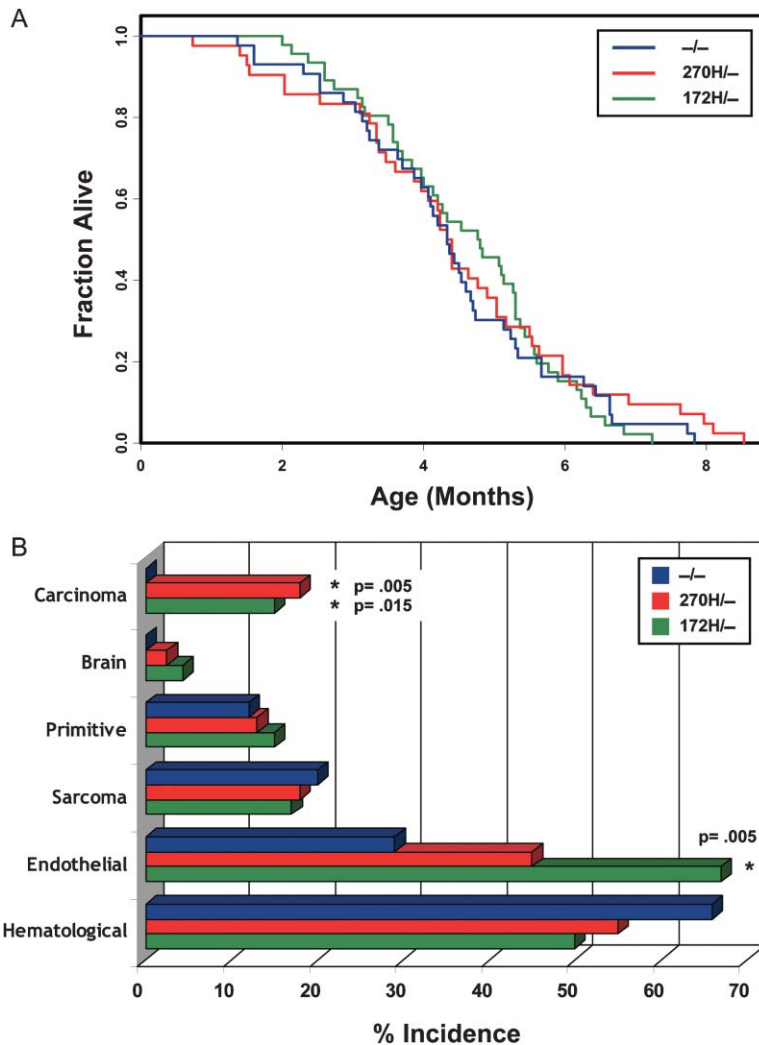 A
1.0
0.8
0.6
0.4
0.2
0.0
Fraction Alive
–/–
270H/–
172H/–
0 2 4 6 8
Age (Months)
B
–/–
270H/–
172H/–
Carcinoma
* p= .005
* p= .015
Brain
Primitive
Sarcoma
Endothelial
p= .005
*
Hematological
0 10 20 30 40 50 60 70
% Incidence